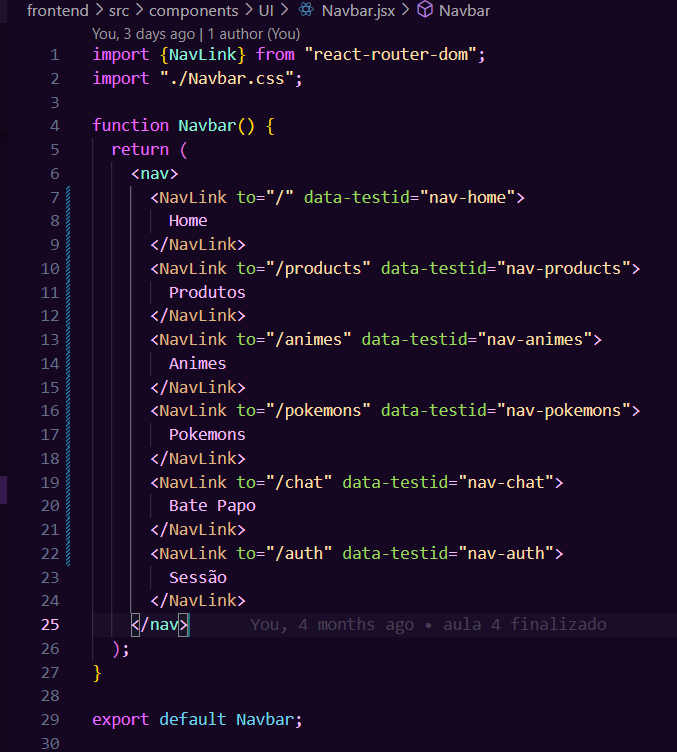 frontend > src > components > UI > Navbar.jsx > Navbar
You, 3 days ago | 1 author (You)
1 import {NavLink} from "react-router-dom";
2 import "./Navbar.css";
3
4 function Navbar() {
5 return (
6 <nav>
7 <NavLink to="/" data-testid="nav-home">
8 Home
9 </NavLink>
10 <NavLink to="/products" data-testid="nav-products">
11 Produtos
12 </NavLink>
13 <NavLink to="/animes" data-testid="nav-animes">
14 Animes
15 </NavLink>
16 <NavLink to="/pokemons" data-testid="nav-pokemons">
17 Pokemons
18 </NavLink>
19 <NavLink to="/chat" data-testid="nav-chat">
20 Bate Papo
21 </NavLink>
22 <NavLink to="/auth" data-testid="nav-auth">
23 Sessão
24 </NavLink>
25 </nav> You, 4 months ago • aula 4 finalizado
26 );
27 }
28
29 export default Navbar;
30